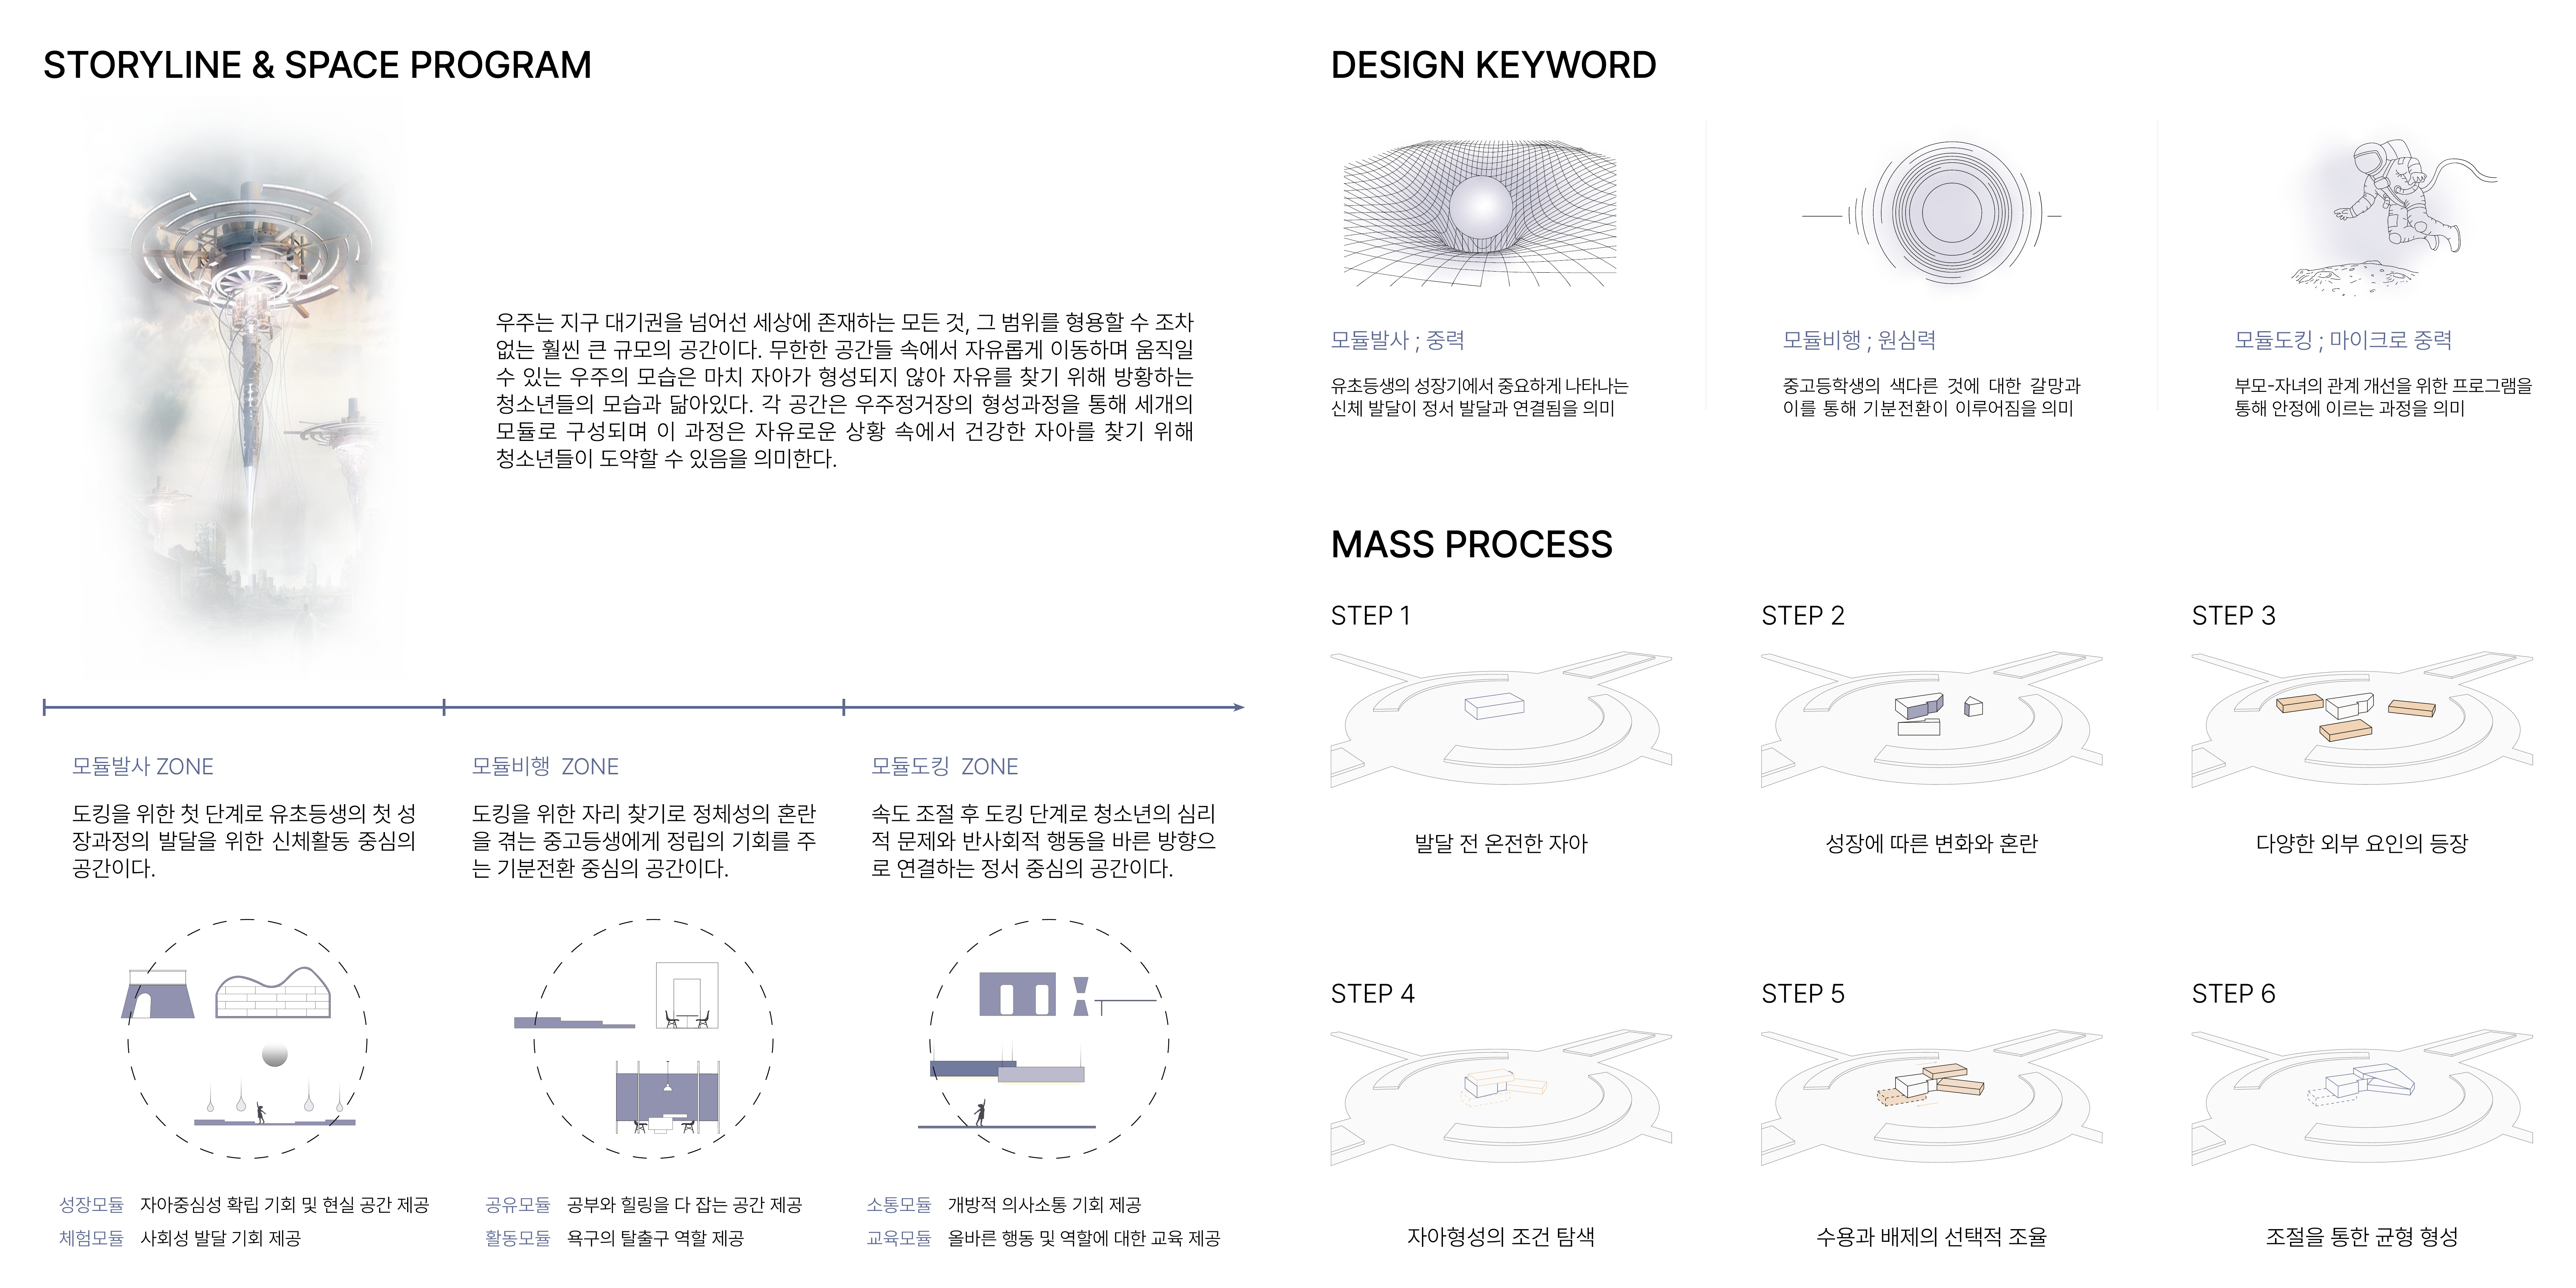 STORYLINE & SPACE PROGRAM
우주는 지구 대기권을 넘어선 세상에 존재하는 모든 것, 그 범위를 형용할 수 조차
없는 훨씬 큰 규모의 공간이다. 무한한 공간들 속에서 자유롭게 이동하며 움직일
수 있는 우주의 모습은 마치 자아가 형성되지 않아 자유를 찾기 위해 방황하는
청소년들의 모습과 닮아있다. 각 공간은 우주정거장의 형성과정을 통해 세개의
모듈로 구성되며 이 과정은 자유로운 상황 속에서 건강한 자아를 찾기 위해
청소년들이 도약할 수 있음을 의미한다.
모듈발사 ZONE
도킹을 위한 첫 단계로 유초등생의 첫 성
장과정의 발달을 위한 신체활동 중심의
공간이다.
모듈비행 ZONE
도킹을 위한 자리 찾기로 정체성의 혼란
을 겪는 중고등생에게 정립의 기회를 주
는 기분전환 중심의 공간이다.
모듈도킹 ZONE
속도 조절 후 도킹 단계로 청소년의 심리
적 문제와 반사회적 행동을 바른 방향으
로 연결하는 정서 중심의 공간이다.
성장모듈 자아중심성 확립 기회 및 현실 공간 제공
체험모듈 사회성 발달 기회 제공
공유모듈 공부와 힐링을 다 잡는 공간 제공
활동모듈 욕구의 탈출구 역할 제공
소통모듈 개방적 의사소통 기회 제공
교육모듈 올바른 행동 및 역할에 대한 교육 제공
DESIGN KEYWORD
모듈발사 ; 중력
유초등생의 성장기에서 중요하게 나타나는
신체 발달이 정서 발달과 연결됨을 의미
모듈비행 ; 원심력
중고등학생의 색다른 것에 대한 갈망과
이를 통해 기분전환이 이루어짐을 의미
모듈도킹 ; 마이크로 중력
부모-자녀의 관계 개선을 위한 프로그램을
통해 안정에 이르는 과정을 의미
MASS PROCESS
STEP 1
발달 전 온전한 자아
STEP 2
성장에 따른 변화와 혼란
STEP 3
다양한 외부 요인의 등장
STEP 4
자아형성의 조건 탐색
STEP 5
수용과 배제의 선택적 조율
STEP 6
조절을 통한 균형 형성